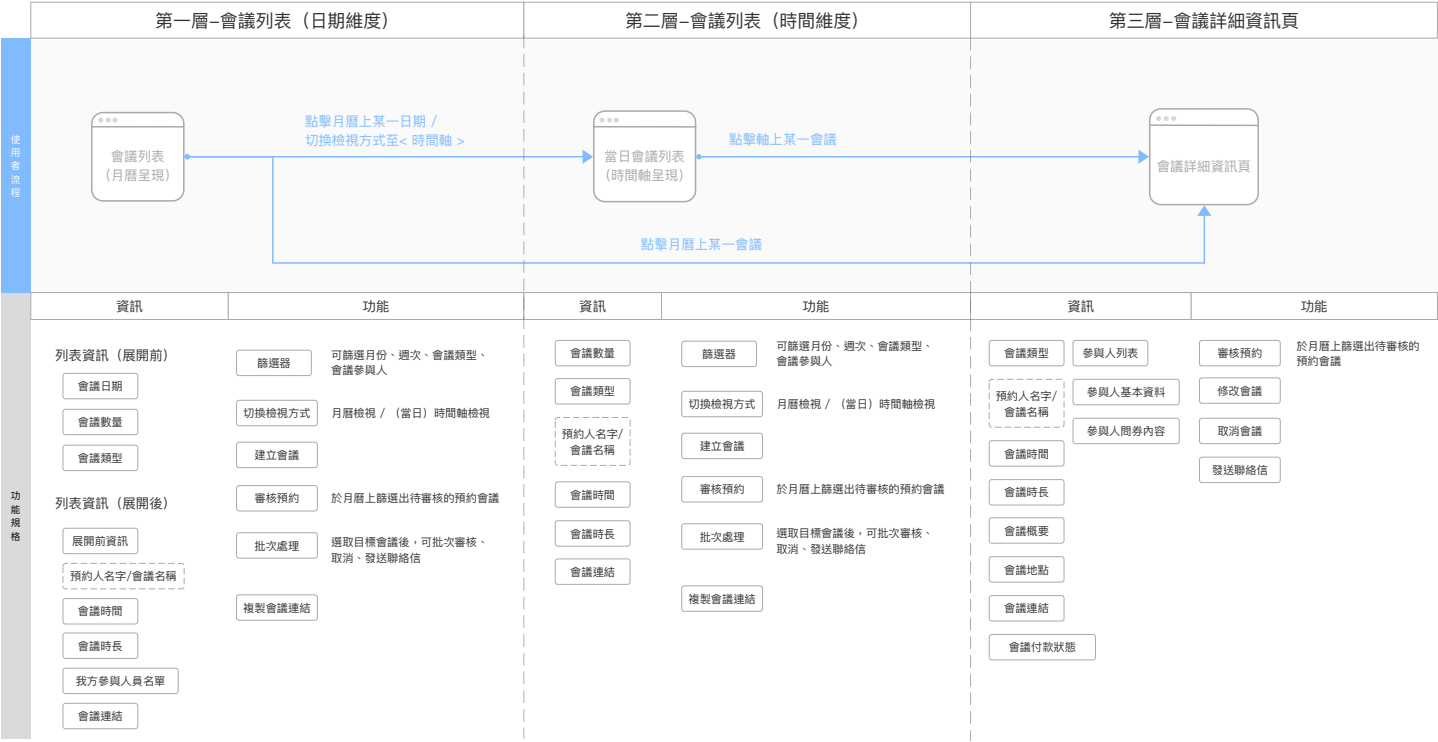 第一層–會議列表（日期維度）
第二層–會議列表（時間維度）
第三層–會議詳細資訊頁
使用者流程
會議列表
（月曆呈現）
點擊月曆上某一日期 /
切換檢視方式至< 時間軸 >
當日會議列表
（時間軸呈現）
點擊軸上某一會議
會議詳細資訊頁
點擊月曆上某一會議
功能規格
資訊
功能
列表資訊（展開前）
會議日期
會議數量
會議類型
列表資訊（展開後）
展開前資訊
預約人名字/會議名稱
會議時間
會議時長
我方參與人員名單
會議連結
篩選器
可篩選月份、週次、會議類型、
會議參與人
切換檢視方式
月曆檢視 / （當日）時間軸檢視
建立會議
審核預約
於月曆上篩選出待審核的預約會議
批次處理
選取目標會議後，可批次審核、
取消、發送聯絡信
複製會議連結
資訊
功能
會議數量
會議類型
預約人名字/
會議名稱
會議時間
會議時長
會議連結
篩選器
可篩選月份、週次、會議類型、
會議參與人
切換檢視方式
月曆檢視 / （當日）時間軸檢視
建立會議
審核預約
於月曆上篩選出待審核的預約會議
批次處理
選取目標會議後，可批次審核、
取消、發送聯絡信
複製會議連結
資訊
功能
會議類型
預約人名字/
會議名稱
會議時間
會議時長
會議概要
會議地點
會議連結
會議付款狀態
參與人列表
參與人基本資料
參與人問券內容
審核預約
於月曆上篩選出待審核的
預約會議
修改會議
取消會議
發送聯絡信